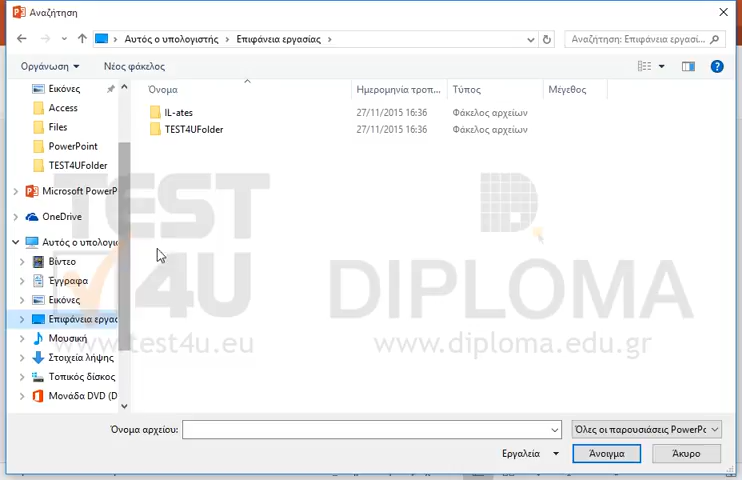 Αναζήτηση
Αυτός ο υπολογιστής › Επιφάνεια εργασίας ›
Αναζήτηση: Επιφάνεια εργασί...
Οργάνωση
Νέος φάκελος
Όνομα
Ημερομηνία τροπ...
Τύπος
Μέγεθος
IL-ates
27/11/2015 16:36
Φάκελος αρχείων
TEST4UFolder
27/11/2015 16:36
Φάκελος αρχείων
Εικόνες
Access
Files
PowerPoint
TEST4UFolder
Microsoft PowerP
OneDrive
Αυτός ο υπολογι
Βίντεο
Έγγραφα
Εικόνες
Επιφάνεια εργασ
Μουσική
Στοιχεία λήψης
Τοπικός δίσκος
Μονάδα DVD (D
TEST
4U
www.test4u.eu
D.
DIPLOMA
www.diploma.edu.gr
Όνομα αρχείου:
Όλες οι παρουσιάσεις PowerPo
Εργαλεία
Άνοιγμα
Άκυρο